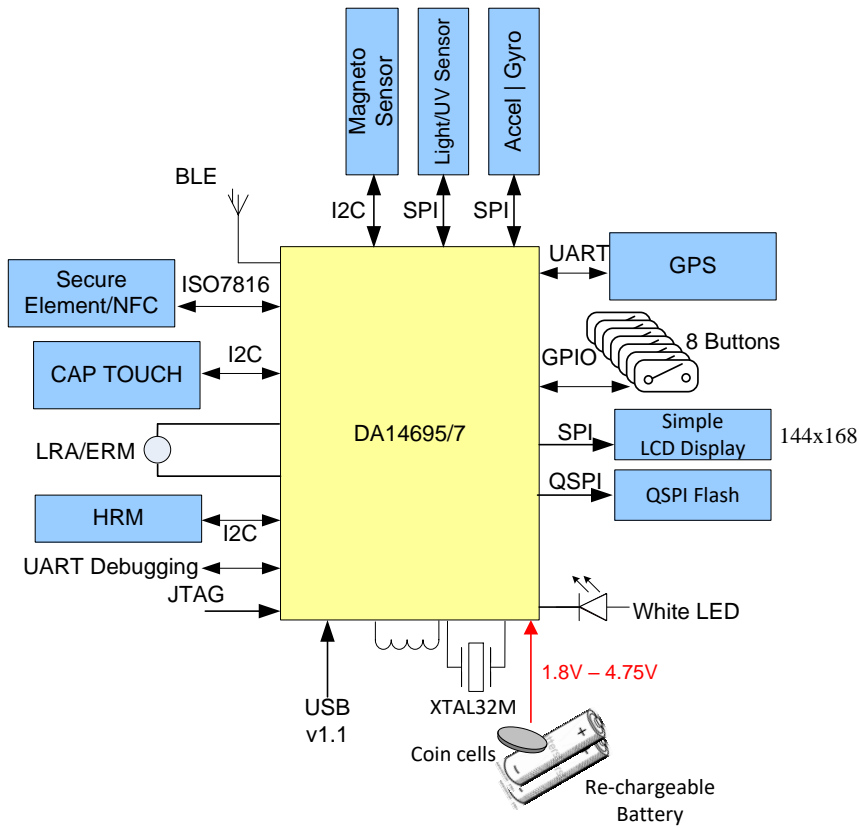 Magneto
Sensor
Light/UV Sensor
Accel | Gyro
BLE
I2C
SPI
SPI
Secure
Element/NFC
ISO7816
UART
GPS
CAP TOUCH
I2C
GPIO
8 Buttons
DA14695/7
LRA/ERM
SPI
Simple
LCD Display
144x168
QSPI
QSPI Flash
HRM
I2C
UART Debugging
JTAG
White LED
USB
v1.1
XTAL32M
1.8V – 4.75V
Coin cells
+
-
Re-chargeable
Battery